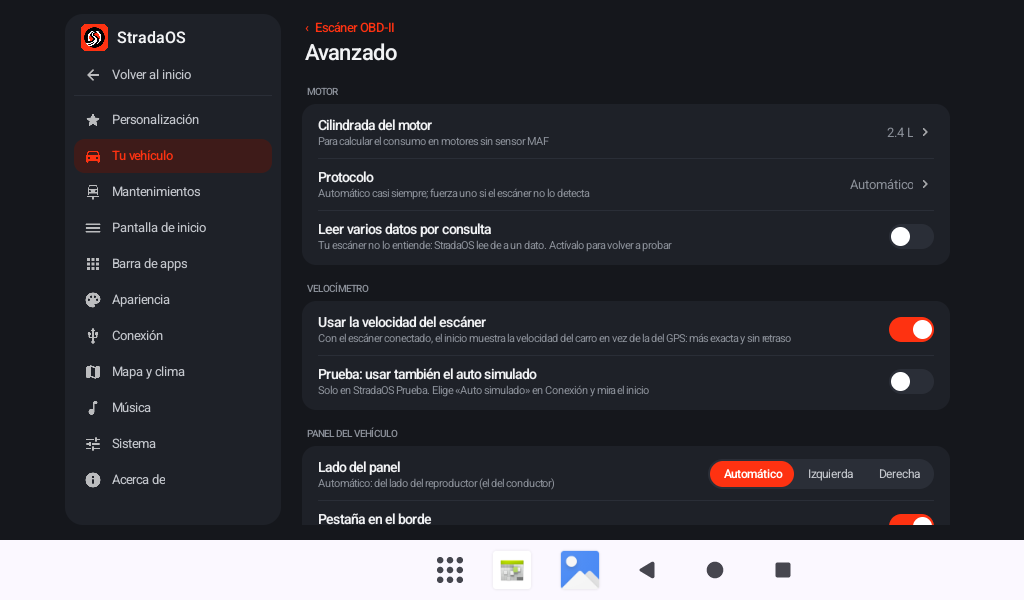 StradaOS
Volver al inicio
Personalización
Tu vehículo
Mantenimientos
Pantalla de inicio
Barra de apps
Apariencia
Conexión
Mapa y clima
Música
Sistema
Acerca de
‹ Escáner OBD-II
Avanzado
MOTOR
Cilindrada del motor
Para calcular el consumo en motores sin sensor MAF
2.4 L
Protocolo
Automático casi siempre; fuerza uno si el escáner no lo detecta
Automático
Leer varios datos por consulta
Tu escáner no lo entiende: StradaOS lee de a un dato. Actívalo para volver a probar
VELOCÍMETRO
Usar la velocidad del escáner
Con el escáner conectado, el inicio muestra la velocidad del carro en vez de la del GPS: más exacta y sin retraso
Prueba: usar también el auto simulado
Solo en StradaOS Prueba. Elige «Auto simulado» en Conexión y mira el inicio
PANEL DEL VEHÍCULO
Lado del panel
Automático: del lado del reproductor (el del conductor)
Automático Izquierda Derecha
Pestaña en el borde